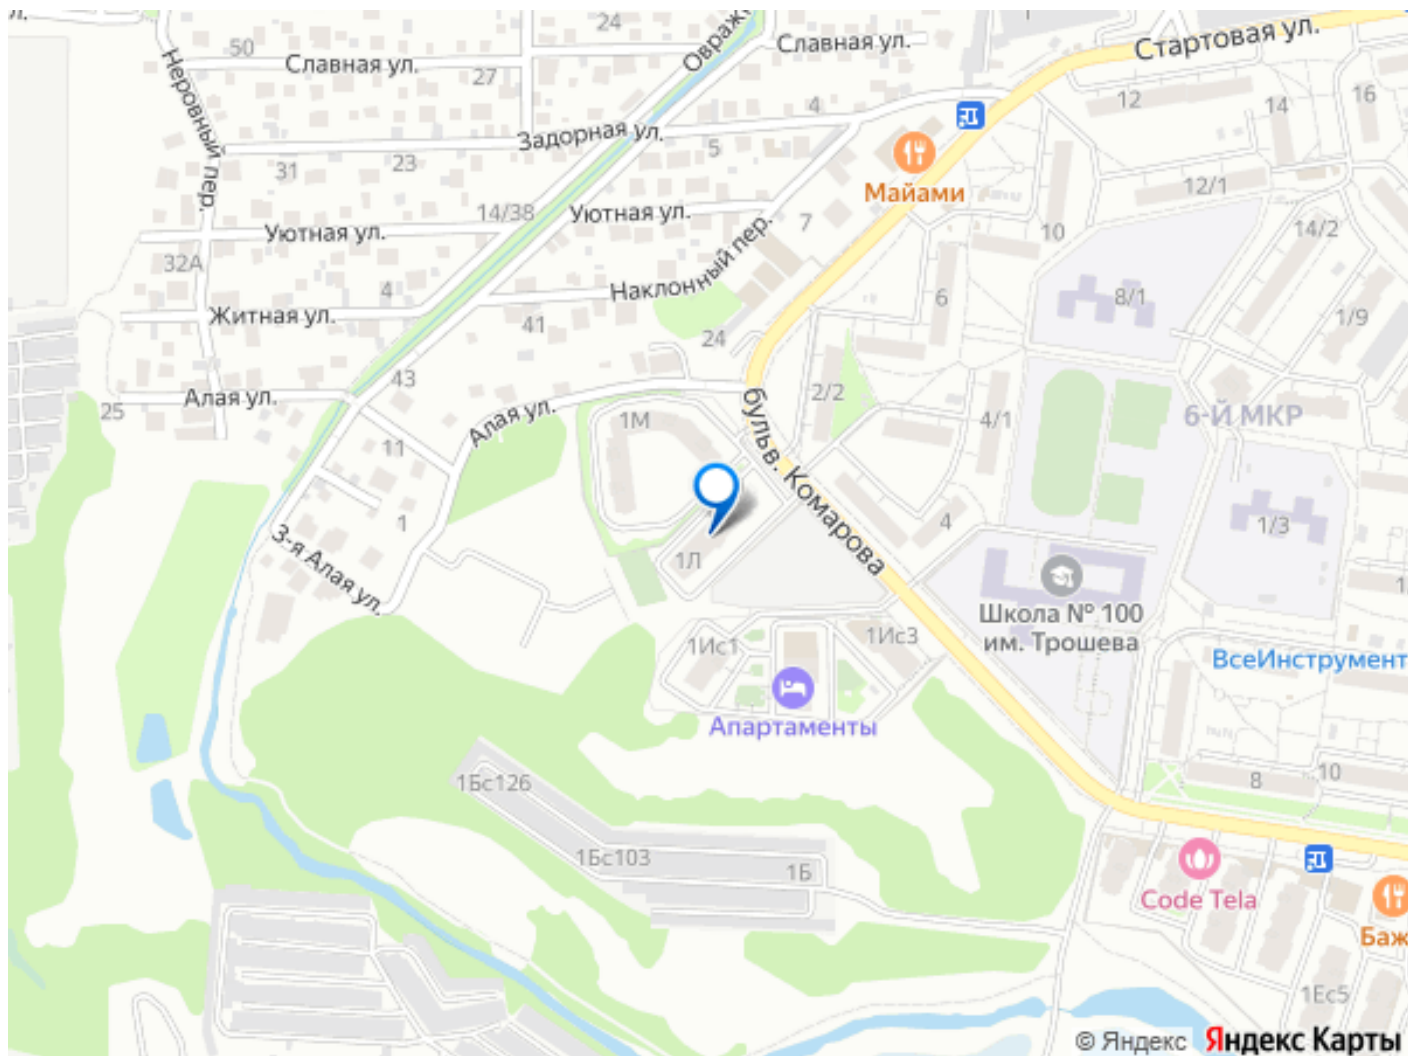 ул.
24
Овраж
Славная ул.
Стартовая ул.
50
Славная ул.
27
Неровный пер.
12
14
16
4
Задорная ул.
5
31
23
Майами
12/1
14/38
Уютная ул.
7
10
14/2
Уютная ул.
32А
4
Наклонный пер.
6
8/1
Житная ул.
41
24
1/9
43
2/2
Алая ул.
25
Алая ул.
1М
бульв. Комарова
4/1
6-Й МКР
11
1
4
1/3
3-я Алая ул.
1Л
Школа № 100
им. Трошева
1Ис1
1Ис3
ВсеИнструмент
Апартаменты
1Бс126
8
10
1Бс103
1Б
Code Tela
Баж
1Ес5
© Яндекс Яндекс Карты